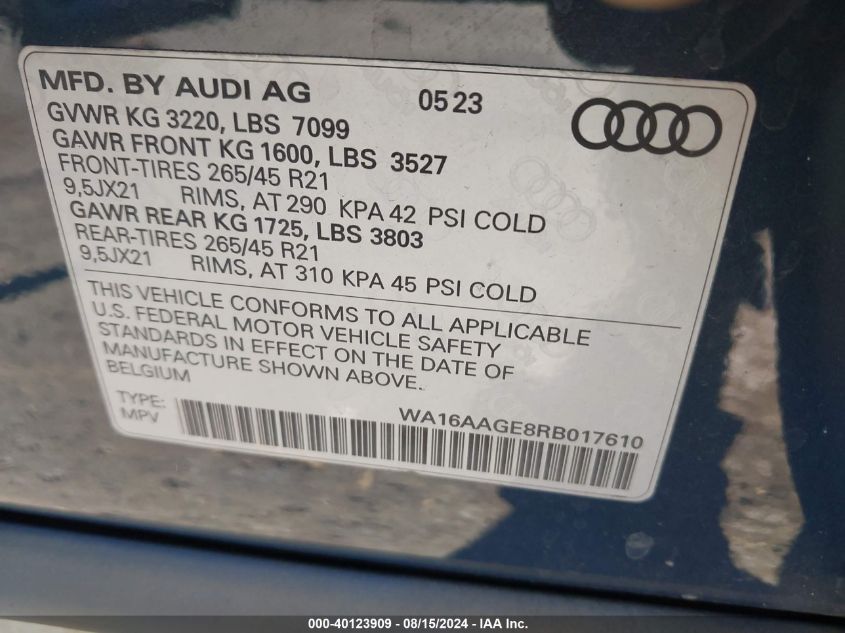 MFD. BY AUDI AG 05 23
GVWR KG 3220, LBS 7099
GAWR FRONT KG 1600, LBS 3527
FRONT-TIRES 265/45 R21
9,5JX21 RIMS, AT 290 KPA 42 PSI COLD
GAWR REAR KG 1725, LBS 3803
REAR-TIRES 265/45 R21
9,5JX21 RIMS, AT 310 KPA 45 PSI COLD
THIS VEHICLE CONFORMS TO ALL APPLICABLE
U.S. FEDERAL MOTOR VEHICLE SAFETY
STANDARDS IN EFFECT ON THE DATE OF
MANUFACTURE SHOWN ABOVE.
BELGIUM
TYPE: WA16AAGE8RB017610
MPV
000-40123909 - 08/15/2024 - IAA Inc.